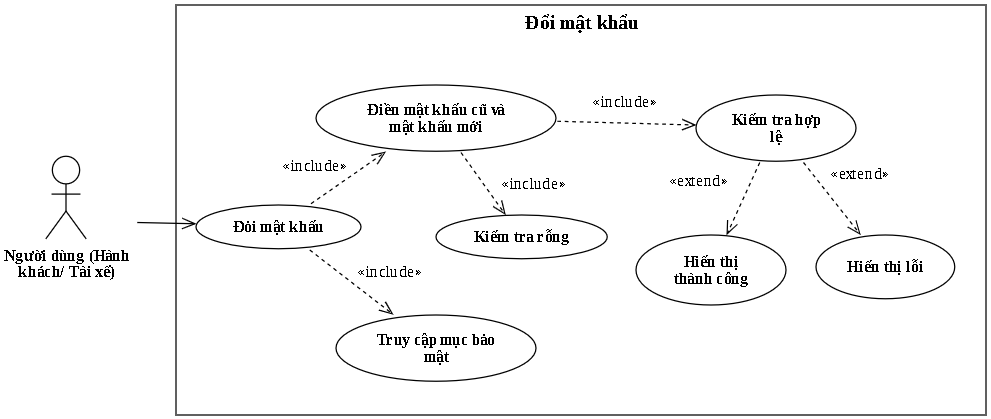 Đổi mật khẩu
Điền mật khẩu cũ và
mật khẩu mới
«include»
Kiểm tra hợp
lệ
«include»
«extend»
«extend»
«include»
Đổi mật khẩu
Kiểm tra rỗng
Người dùng (Hành
khách/ Tài xế)
Hiển thị
thành công
Hiển thị lỗi
«include»
Truy cập mục bảo
mật